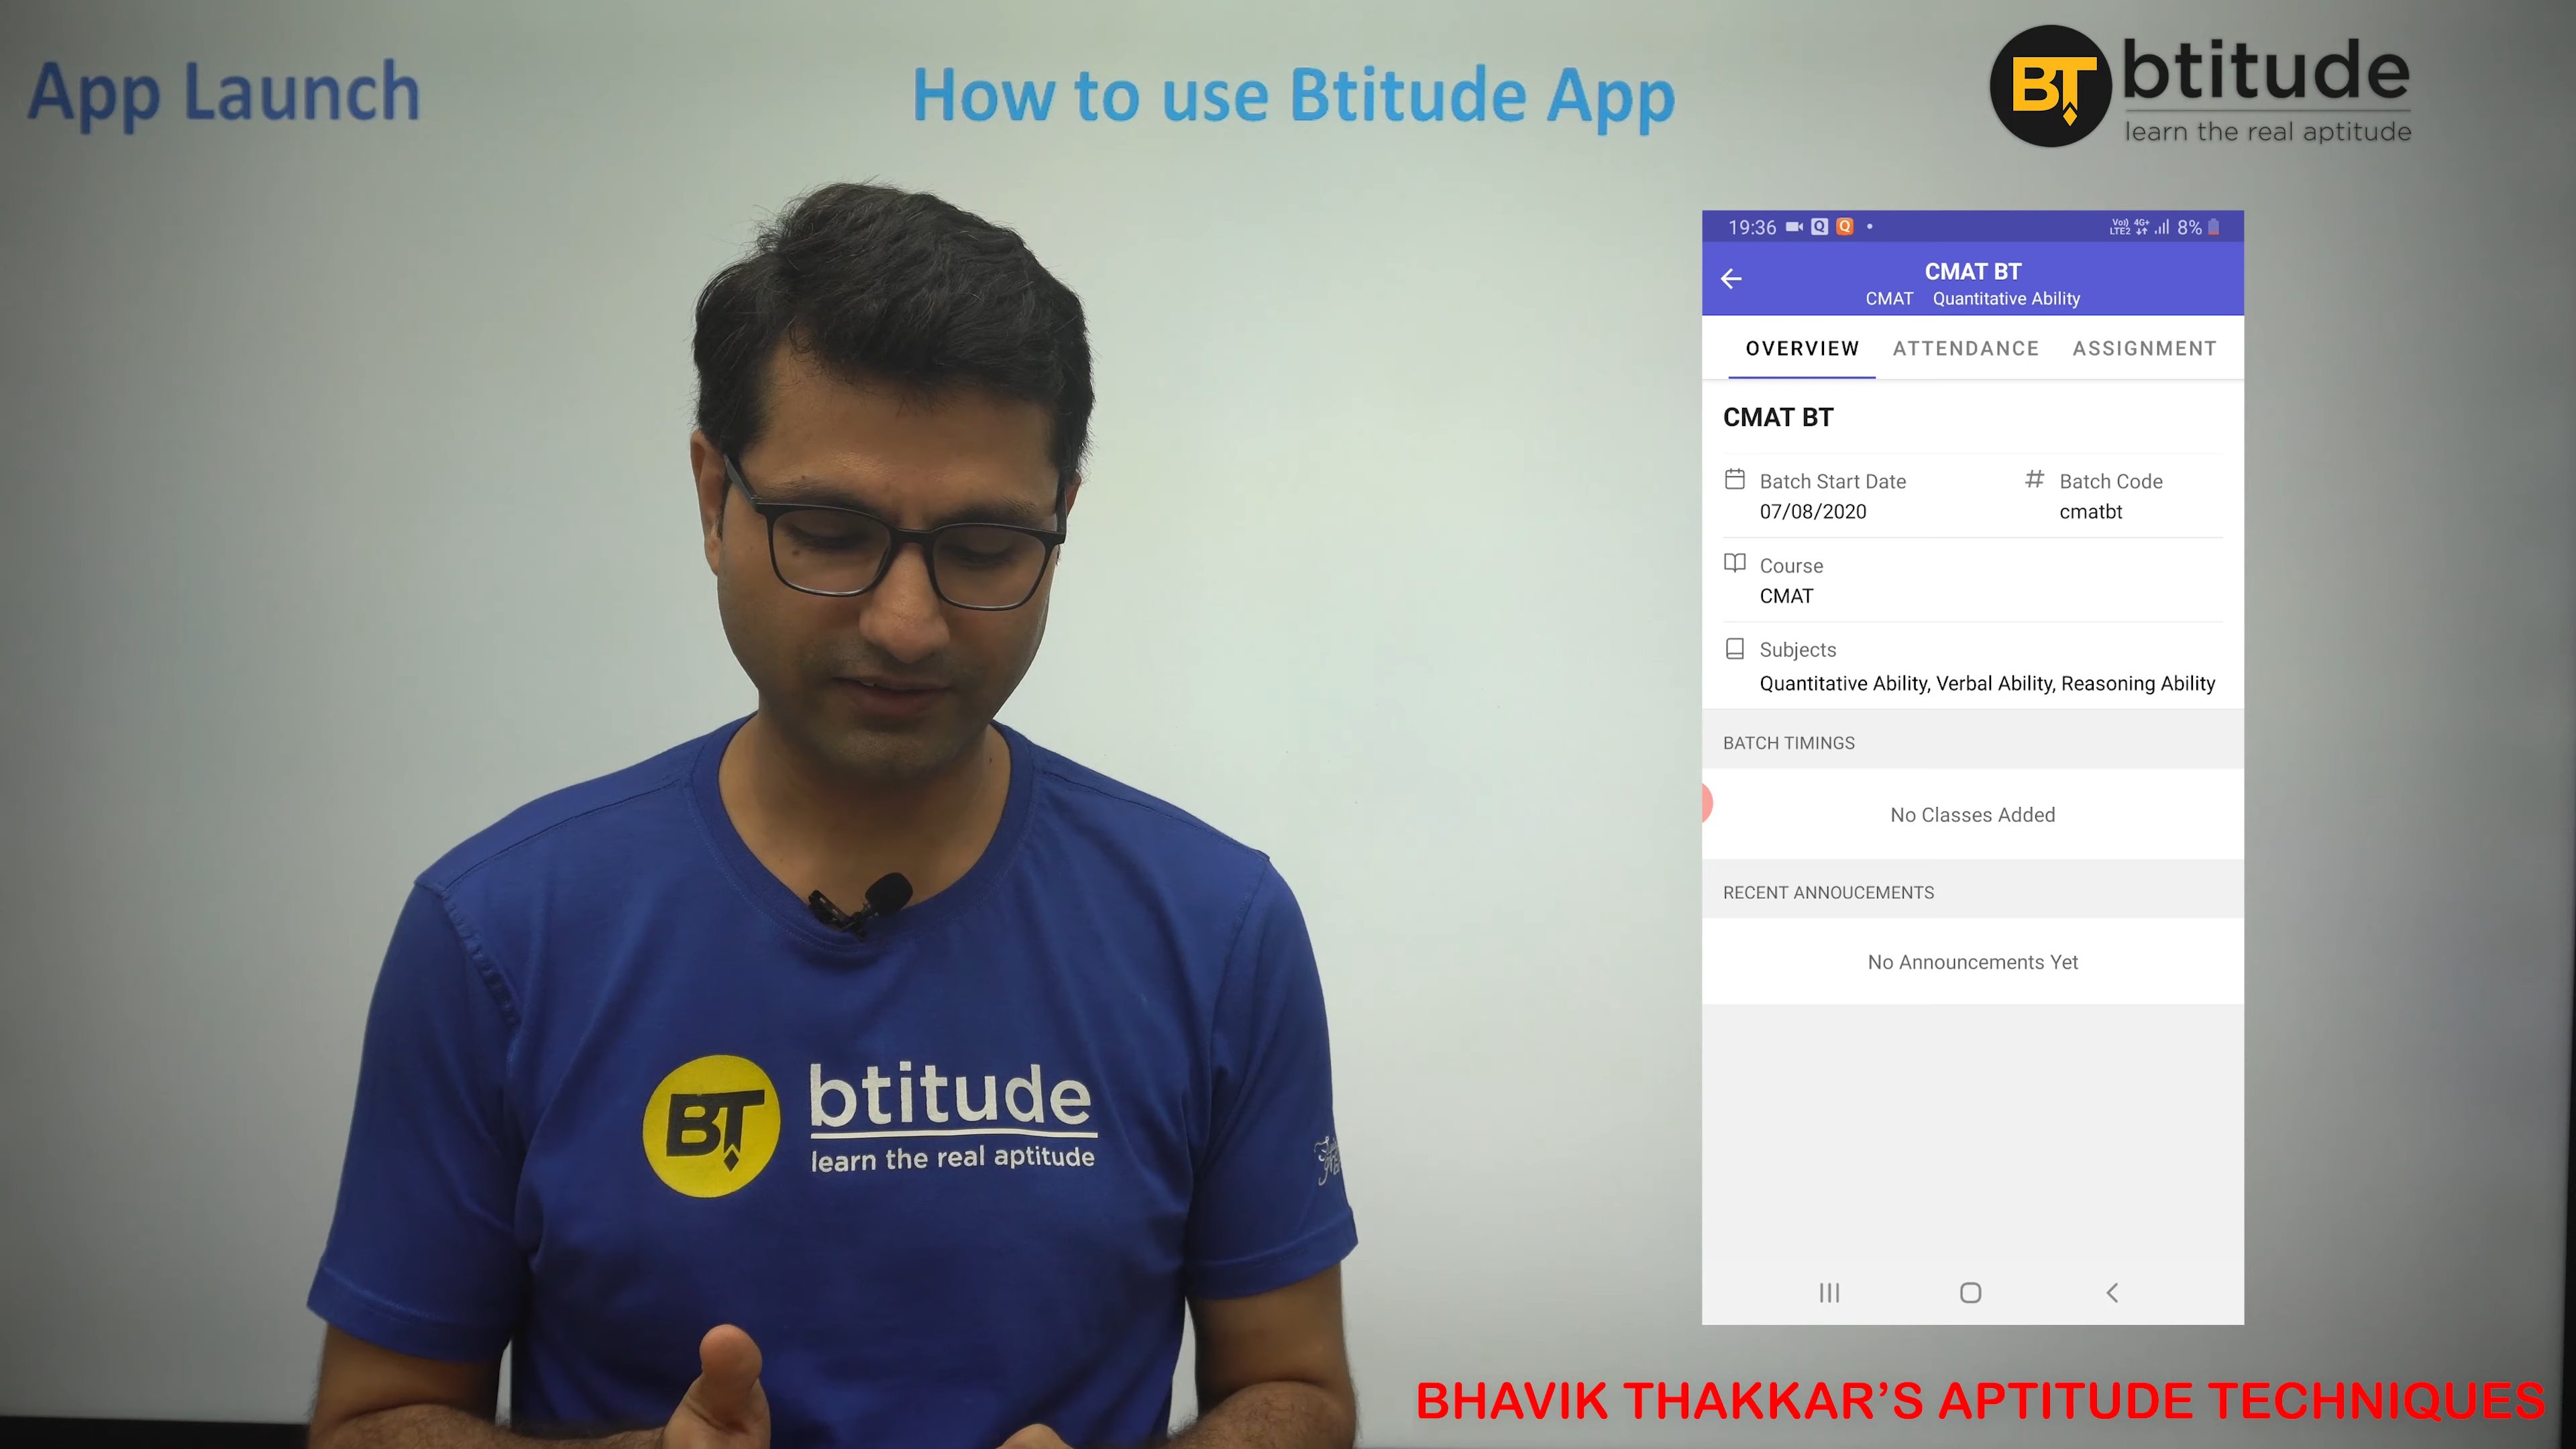 App Launch
How to use Btitude App
BT btitude
learn the real aptitude
19:36
Vo)) 4G+
LTE2
8%
CMAT BT
CMAT Quantitative Ability
OVERVIEW ATTENDANCE ASSIGNMENT
CMAT BT
Batch Start Date # Batch Code
07/08/2020 cmatbt
Course
CMAT
Subjects
Quantitative Ability, Verbal Ability, Reasoning Ability
BATCH TIMINGS
No Classes Added
RECENT ANNOUCEMENTS
No Announcements Yet
BT btitude
learn the real aptitude
BHAVIK THAKKAR’S APTITUDE TECHNIQUES